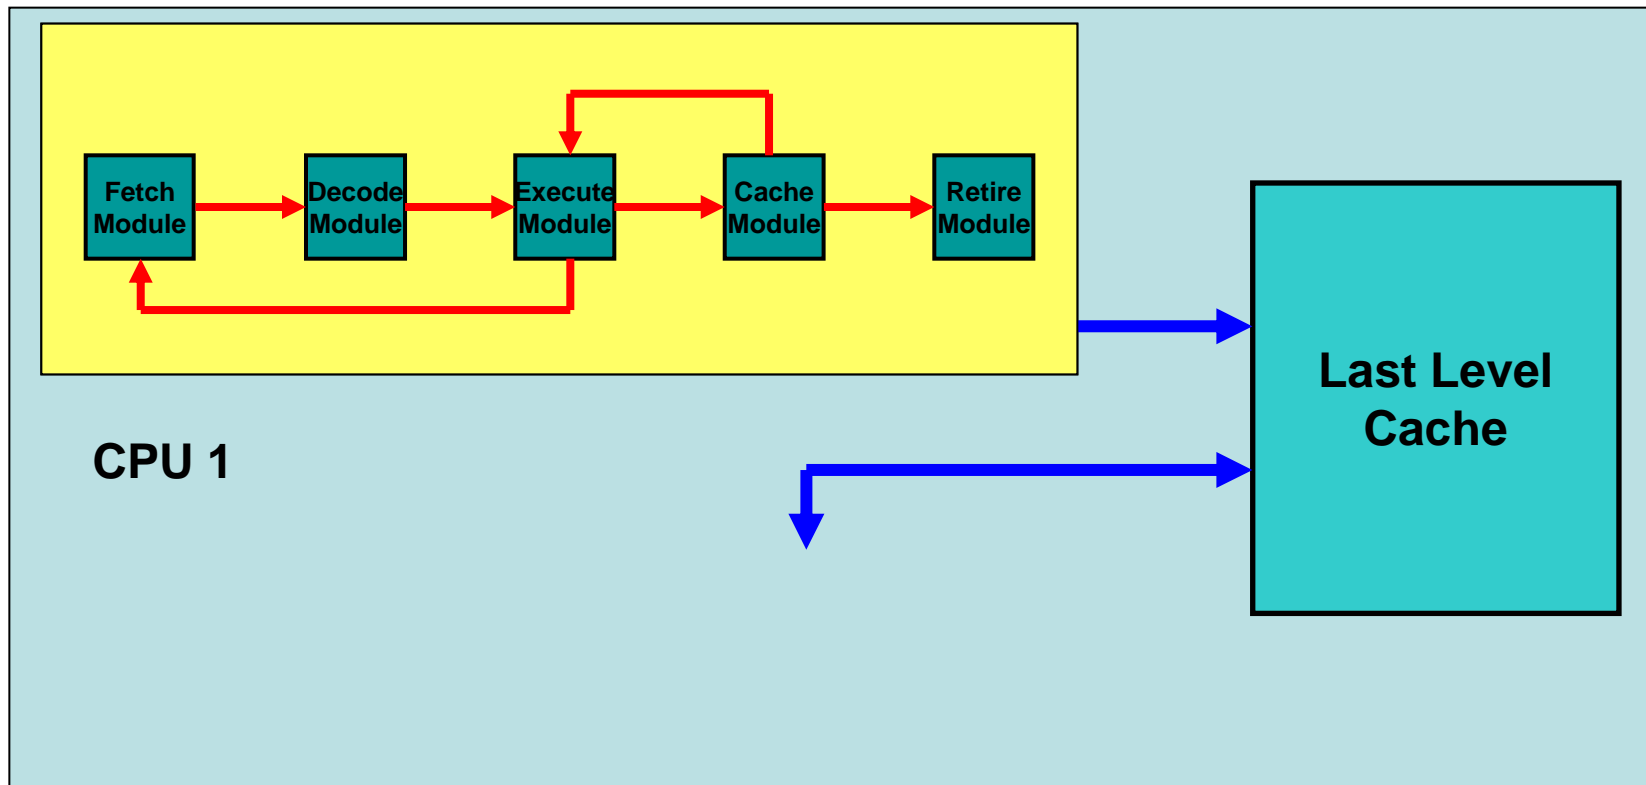 Fetch
Module
Decode
Module
Execute
Module
Cache
Module
Retire
Module
Last Level
Cache
CPU 1